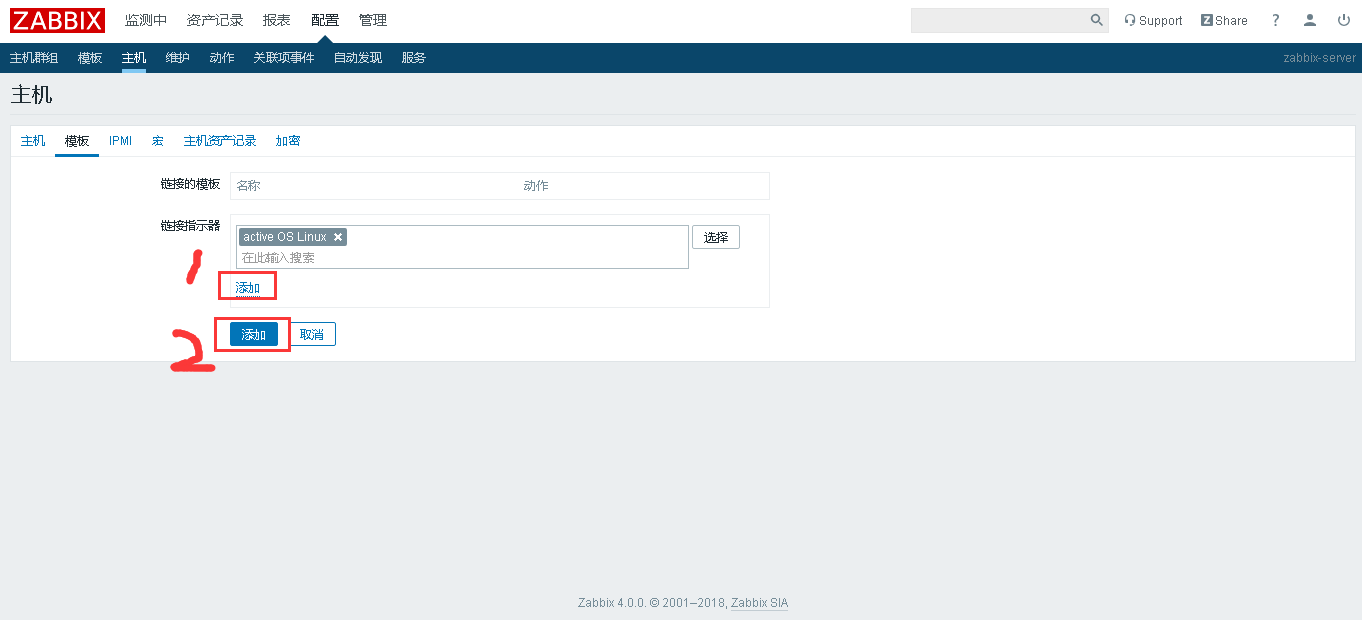 ZABBIX 监测中 资产记录 报表 配置 管理 Support Z Share ?
主机群组 模板 主机 维护 动作 关联项事件 自动发现 服务 zabbix-server
主机
主机 模板 IPMI 宏 主机资产记录 加密
链接的模板 名称 动作
链接指示器 active OS Linux × 选择
在此输入搜索
1 添加
2 添加 取消
Zabbix 4.0.0. © 2001–2018, Zabbix SIA